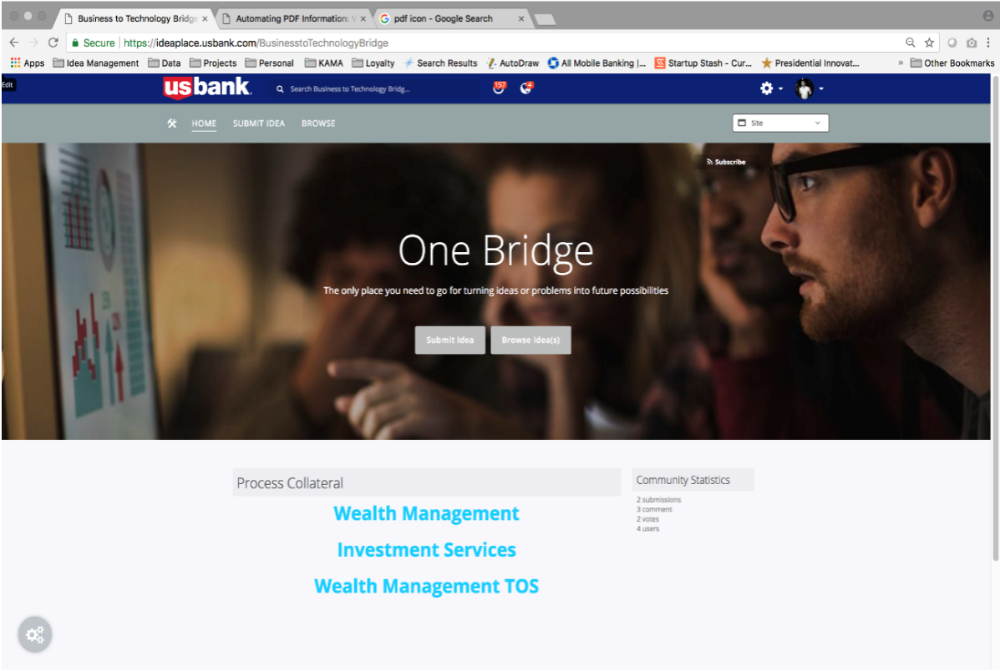 Business to Technology Bridge
Automating PDF Information: V
pdf icon - Google Search
Secure | https://ideaplace.usbank.com/BusinesstoTechnologyBridge
Apps Idea Management Data Projects Personal KAMA Loyalty Search Results AutoDraw All Mobile Banking |... Startup Stash - Cur... Presidential Innovat... » Other Bookmarks
Edit
usbank
Search Business to Technology Bridg...
157
4
HOME SUBMIT IDEA BROWSE
Site
Subscribe
One Bridge
The only place you need to go for turning ideas or problems into future possibilities
Submit Idea Browse Idea(s)
Process Collateral
Wealth Management
Investment Services
Wealth Management TOS
Community Statistics
2 submissions
3 comment
2 votes
4 users